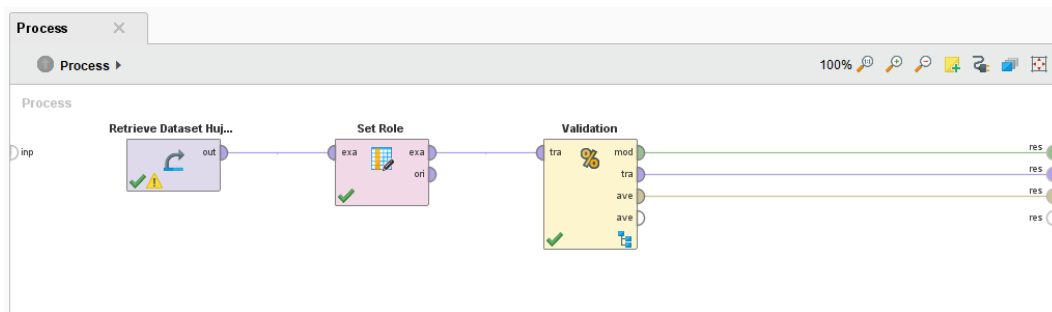 Process
Process
100%
Process
Retrieve Dataset Huj...
Set Role
Validation
inp
out
exa
exa
ori
tra
mod
tra
ave
ave
res
res
res
res